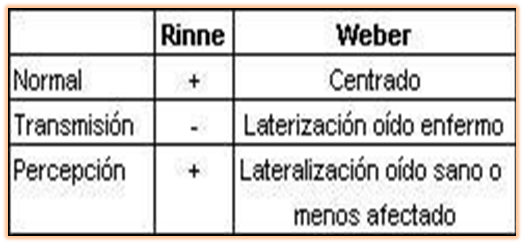 Rinne Weber
Normal + Centrado
Transmisión - Laterización oído enfermo
Percepción + Lateralización oído sano o
menos afectado